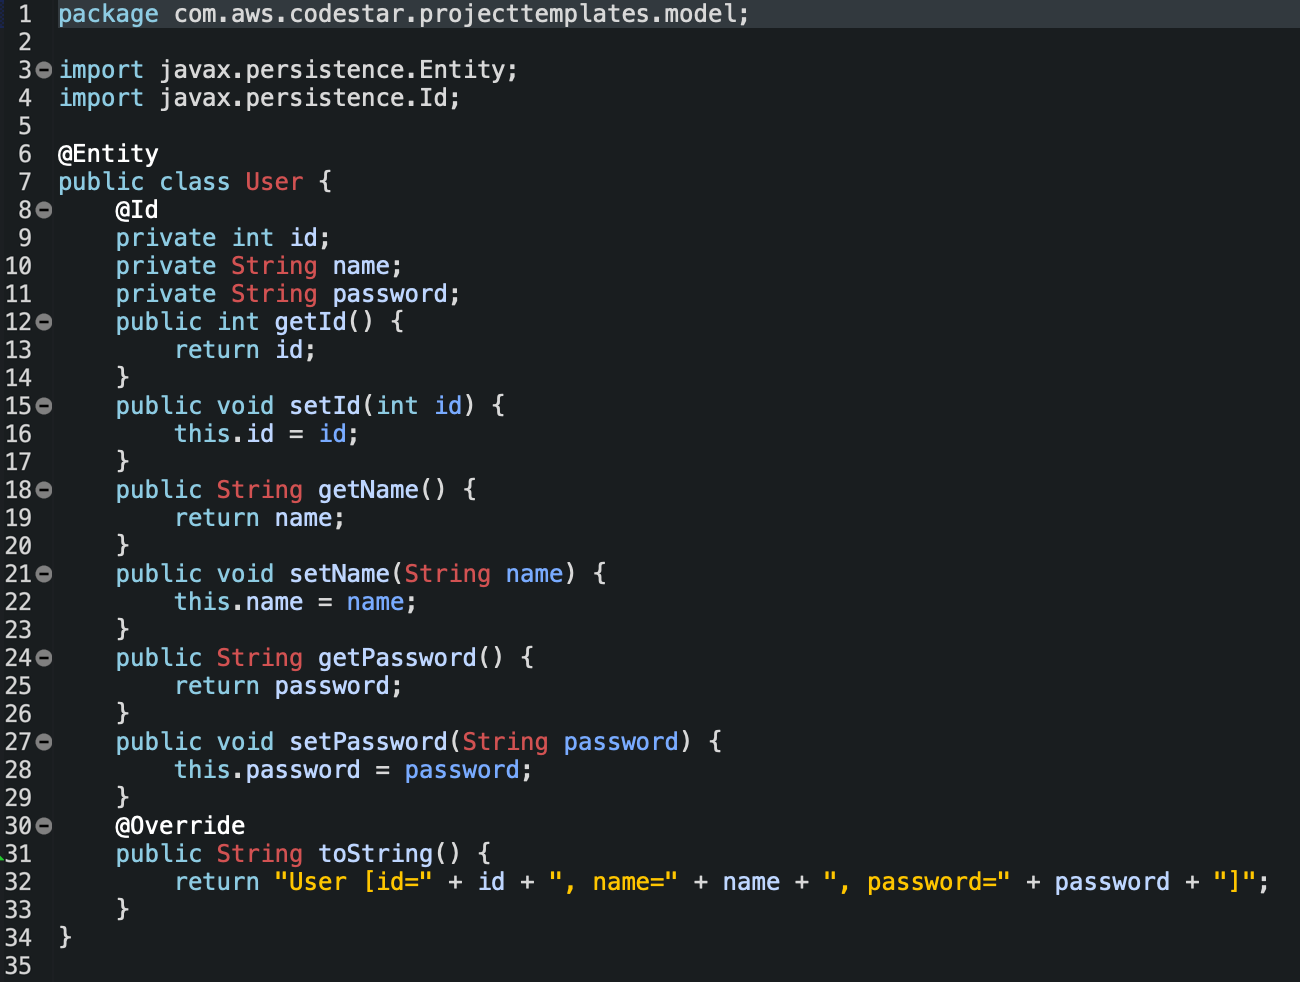 1 package com.aws.codestar.projecttemplates.model;
2
3 import javax.persistence.Entity;
4 import javax.persistence.Id;
5
6 @Entity
7 public class User {
8     @Id
9     private int id;
10     private String name;
11     private String password;
12     public int getId() {
13         return id;
14     }
15     public void setId(int id) {
16         this.id = id;
17     }
18     public String getName() {
19         return name;
20     }
21     public void setName(String name) {
22         this.name = name;
23     }
24     public String getPassword() {
25         return password;
26     }
27     public void setPassword(String password) {
28         this.password = password;
29     }
30     @Override
31     public String toString() {
32         return "User [id=" + id + ", name=" + name + ", password=" + password + "]";
33     }
34 }
35